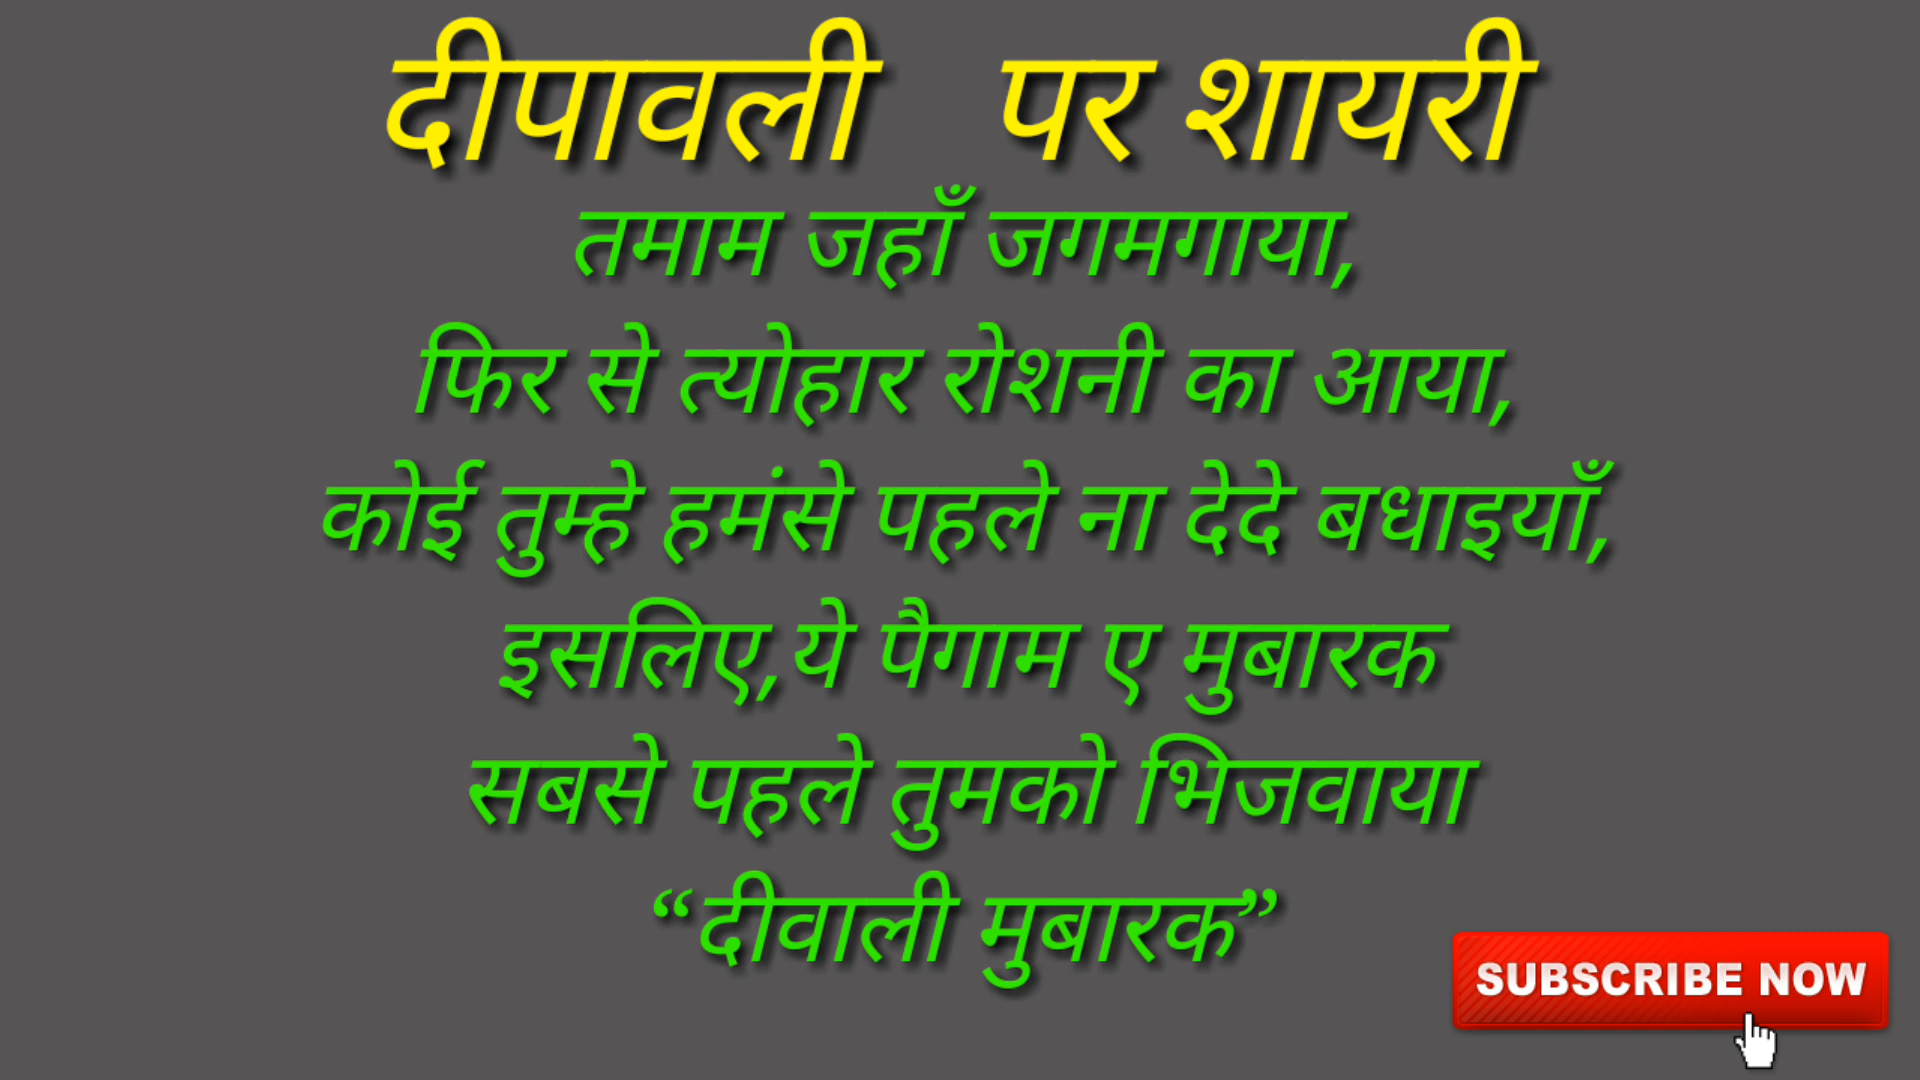 दीपावली पर शायरी
तमाम जहाँ जगमगाया,
फिर से त्योहार रोशनी का आया,
कोई तुम्हे हमंसे पहले ना देदे बधाइयाँ,
इसलिए,ये पैगाम ए मुबारक
सबसे पहले तुमको भिजवाया
“दीवाली मुबारक”
SUBSCRIBE NOW